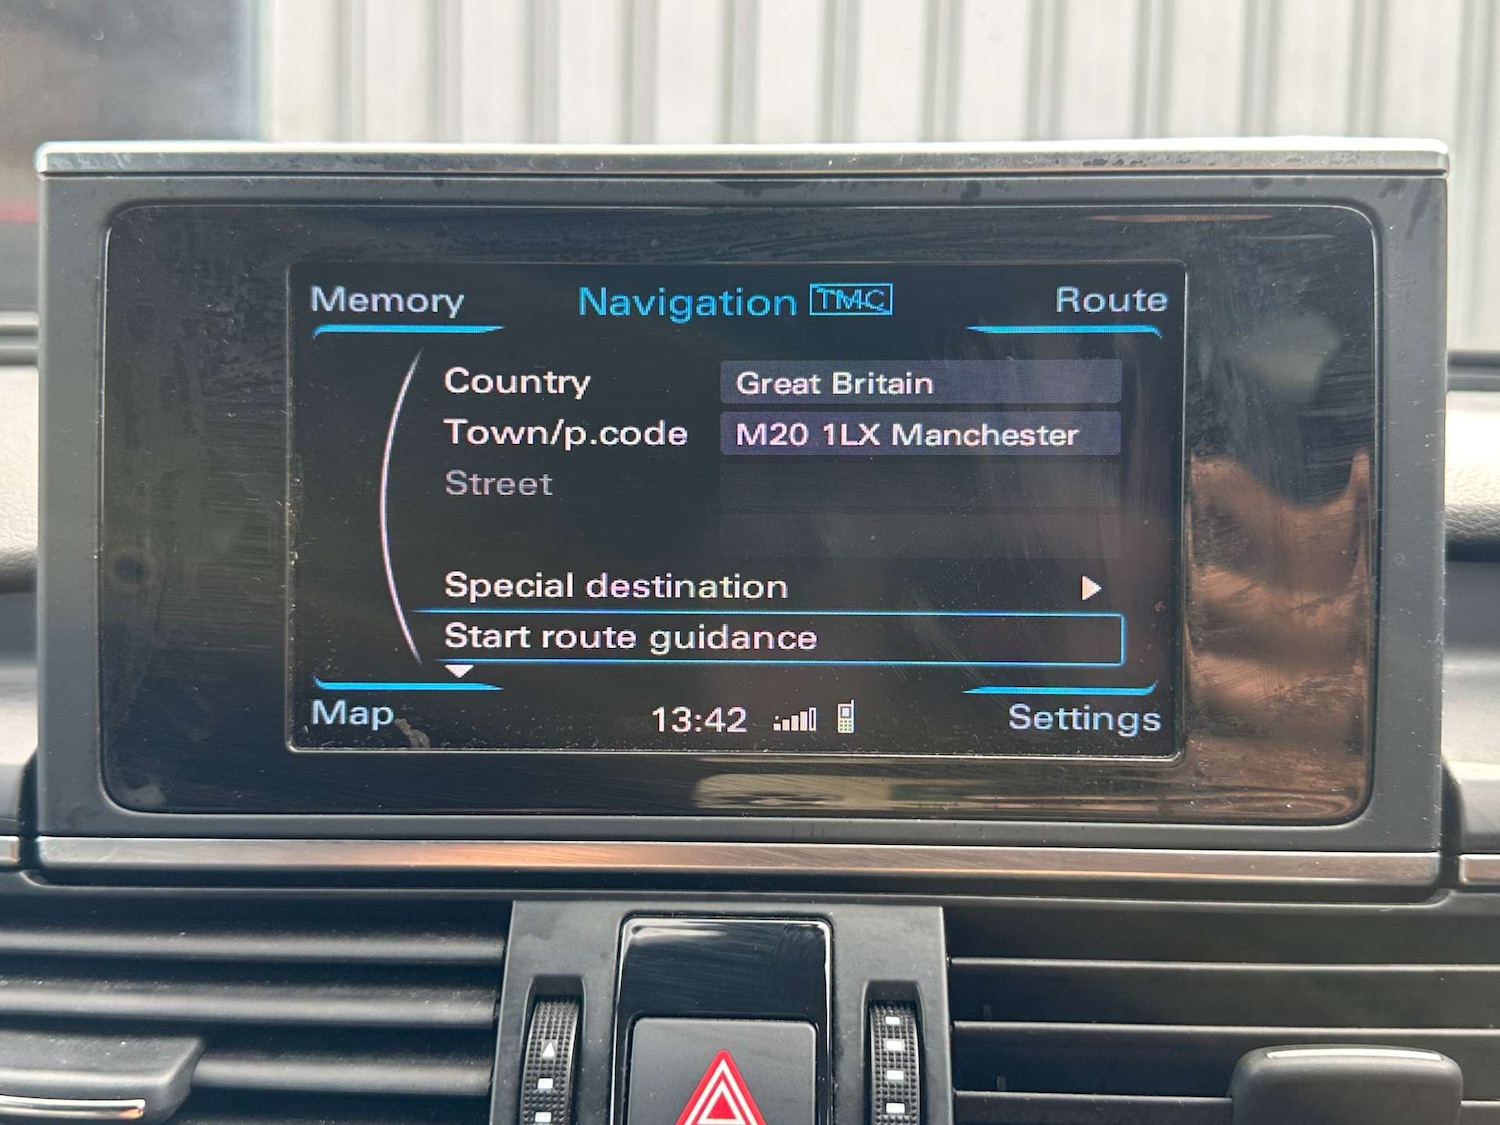 Memory Navigation TMC Route
Country Great Britain
Town/p.code M20 1LX Manchester
Street
Special destination
Start route guidance
Map 13:42 Settings